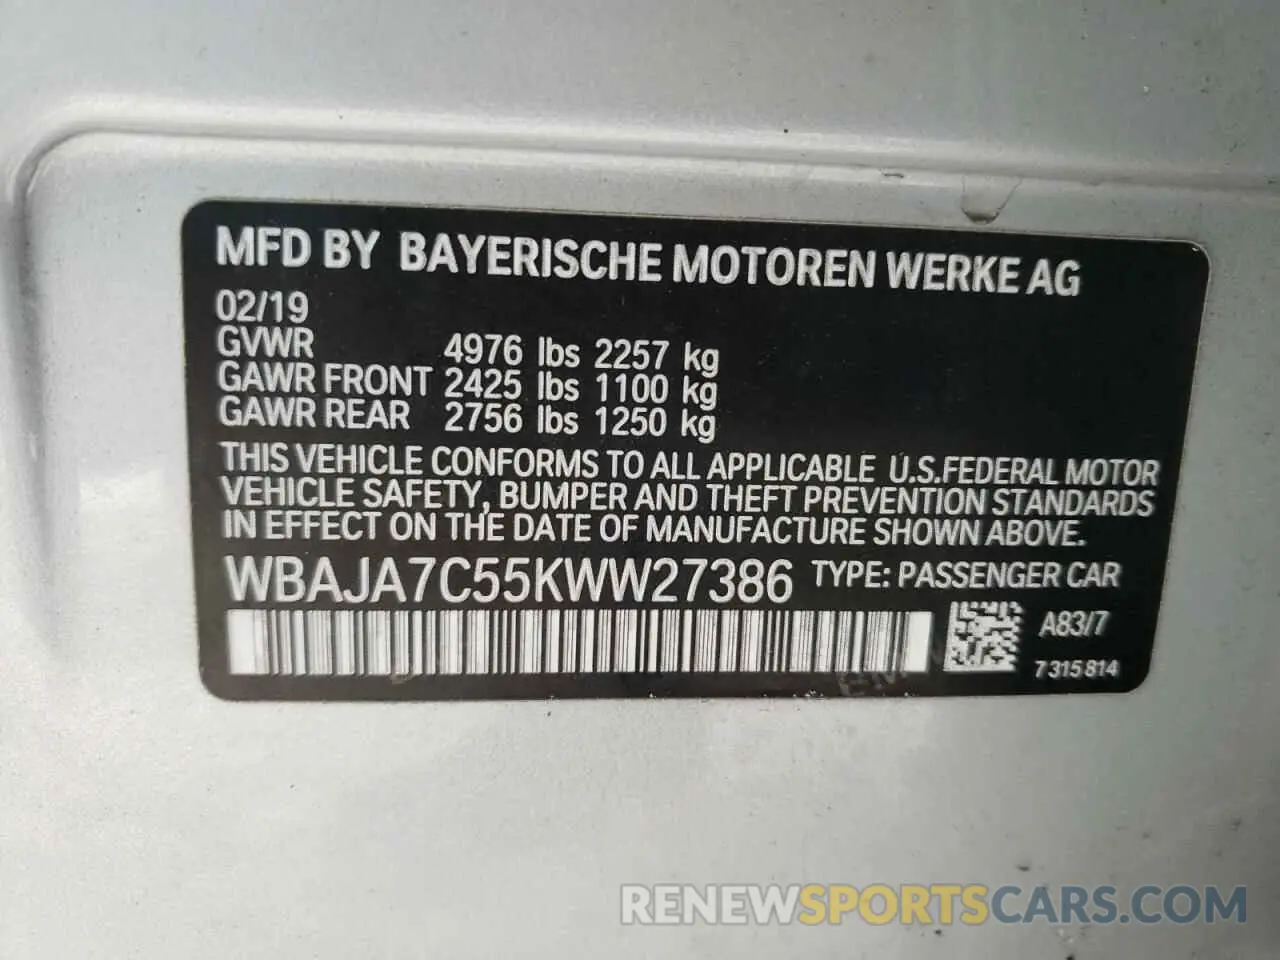 MFD BY BAYERISCHE MOTOREN WERKE AG
02/19
GVWR 4976 lbs 2257 kg
GAWR FRONT 2425 lbs 1100 kg
GAWR REAR 2756 lbs 1250 kg
THIS VEHICLE CONFORMS TO ALL APPLICABLE U.S.FEDERAL MOTOR
VEHICLE SAFETY, BUMPER AND THEFT PREVENTION STANDARDS
IN EFFECT ON THE DATE OF MANUFACTURE SHOWN ABOVE.
WBAJA7C55KWW27386 TYPE: PASSENGER CAR
A83/7
7315814
RENEWSPORTSCARS.COM